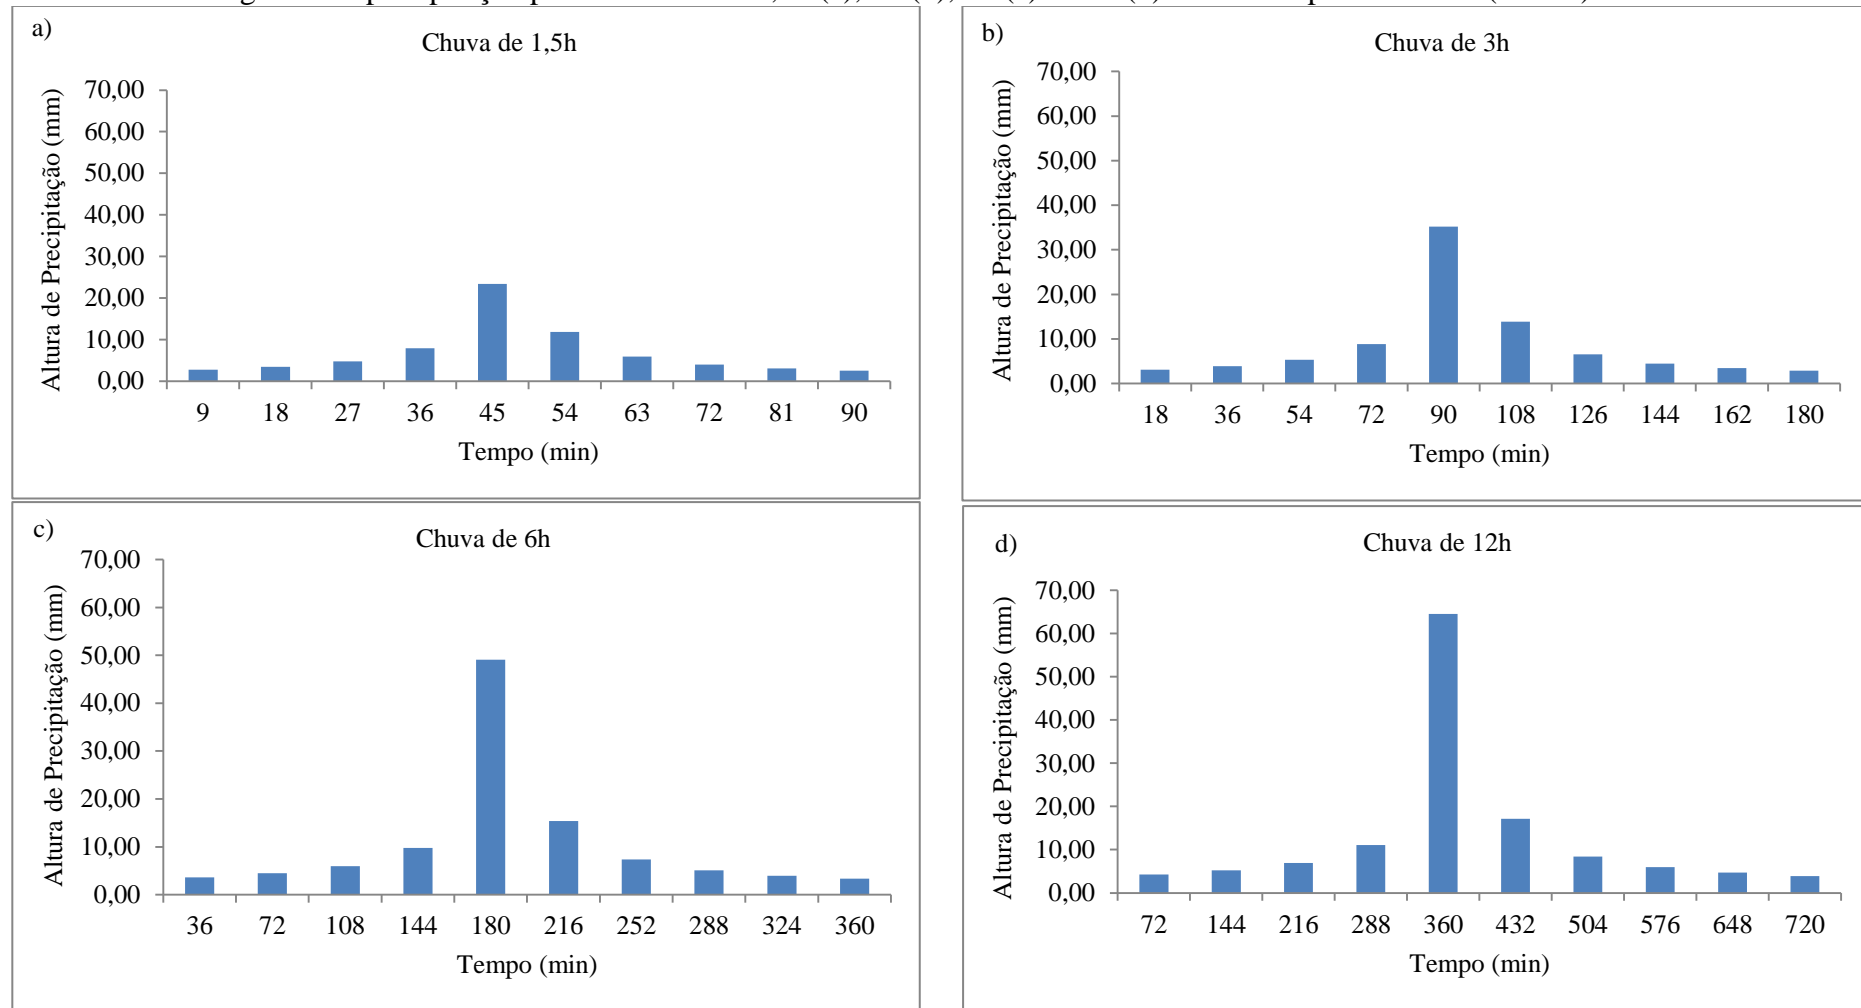 a)
Chuva de 1,5h
70,00
60,00
50,00
40,00
30,00
20,00
10,00
0,00
Altura de Precipitação (mm)
9 18 27 36 45 54 63 72 81 90
Tempo (min)
b)
Chuva de 3h
70,00
60,00
50,00
40,00
30,00
20,00
10,00
0,00
Altura de Precipitação (mm)
18 36 54 72 90 108 126 144 162 180
Tempo (min)
c)
Chuva de 6h
70,00
60,00
50,00
40,00
30,00
20,00
10,00
0,00
Altura de Precipitação (mm)
36 72 108 144 180 216 252 288 324 360
Tempo (min)
d)
Chuva de 12h
70,00
60,00
50,00
40,00
30,00
20,00
10,00
0,00
Altura de Precipitação (mm)
72 144 216 288 360 432 504 576 648 720
Tempo (min)